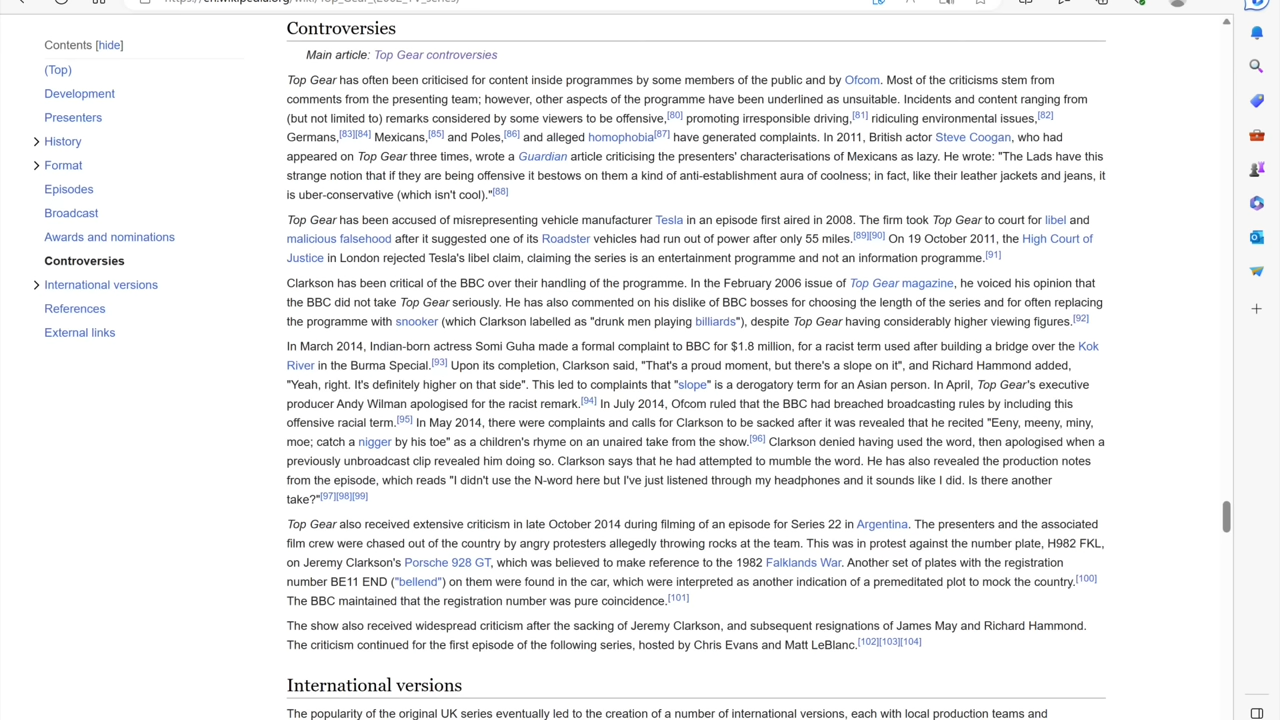 Contents [hide]
(Top)
Development
Presenters
History
Format
Episodes
Broadcast
Awards and nominations
Controversies
International versions
References
External links
Controversies
Main article: Top Gear controversies
Top Gear has often been criticised for content inside programmes by some members of the public and by Ofcom. Most of the criticisms stem from
comments from the presenting team; however, other aspects of the programme have been underlined as unsuitable. Incidents and content ranging from
(but not limited to) remarks considered by some viewers to be offensive,[80] promoting irresponsible driving,[81] ridiculing environmental issues,[82]
Germans,[83][84] Mexicans,[85] and Poles,[86] and alleged homophobia[87] have generated complaints. In 2011, British actor Steve Coogan, who had
appeared on Top Gear three times, wrote a Guardian article criticising the presenters' characterisations of Mexicans as lazy. He wrote: "The Lads have this
strange notion that if they are being offensive it bestows on them a kind of anti-establishment aura of coolness; in fact, like their leather jackets and jeans, it
is uber-conservative (which isn't cool)."[88]
Top Gear has been accused of misrepresenting vehicle manufacturer Tesla in an episode first aired in 2008. The firm took Top Gear to court for libel and
malicious falsehood after it suggested one of its Roadster vehicles had run out of power after only 55 miles.[89][90] On 19 October 2011, the High Court of
Justice in London rejected Tesla's libel claim, claiming the series is an entertainment programme and not an information programme.[91]
Clarkson has been critical of the BBC over their handling of the programme. In the February 2006 issue of Top Gear magazine, he voiced his opinion that
the BBC did not take Top Gear seriously. He has also commented on his dislike of BBC bosses for choosing the length of the series and for often replacing
the programme with snooker (which Clarkson labelled as "drunk men playing billiards"), despite Top Gear having considerably higher viewing figures.[92]
In March 2014, Indian-born actress Somi Guha made a formal complaint to BBC for $1.8 million, for a racist term used after building a bridge over the Kok
River in the Burma Special.[93] Upon its completion, Clarkson said, "That's a proud moment, but there's a slope on it", and Richard Hammond added,
"Yeah, right. It's definitely higher on that side". This led to complaints that "slope" is a derogatory term for an Asian person. In April, Top Gear's executive
producer Andy Wilman apologised for the racist remark.[94] In July 2014, Ofcom ruled that the BBC had breached broadcasting rules by including this
offensive racial term.[95] In May 2014, there were complaints and calls for Clarkson to be sacked after it was revealed that he recited "Eeny, meeny, miny,
moe; catch a nigger by his toe" as a children's rhyme on an unaired take from the show.[96] Clarkson denied having used the word, then apologised when a
previously unbroadcast clip revealed him doing so. Clarkson says that he had attempted to mumble the word. He has also revealed the production notes
from the episode, which reads "I didn't use the N-word here but I've just listened through my headphones and it sounds like I did. Is there another
take?"[97][98][99]
Top Gear also received extensive criticism in late October 2014 during filming of an episode for Series 22 in Argentina. The presenters and the associated
film crew were chased out of the country by angry protesters allegedly throwing rocks at the team. This was in protest against the number plate, H982 FKL,
on Jeremy Clarkson's Porsche 928 GT, which was believed to make reference to the 1982 Falklands War. Another set of plates with the registration
number BE11 END ("bellend") on them were found in the car, which were interpreted as another indication of a premeditated plot to mock the country.[100]
The BBC maintained that the registration number was pure coincidence.[101]
The show also received widespread criticism after the sacking of Jeremy Clarkson, and subsequent resignations of James May and Richard Hammond.
The criticism continued for the first episode of the following series, hosted by Chris Evans and Matt LeBlanc.[102][103][104]
International versions
The popularity of the original UK series eventually led to the creation of a number of international versions, each with local production teams and